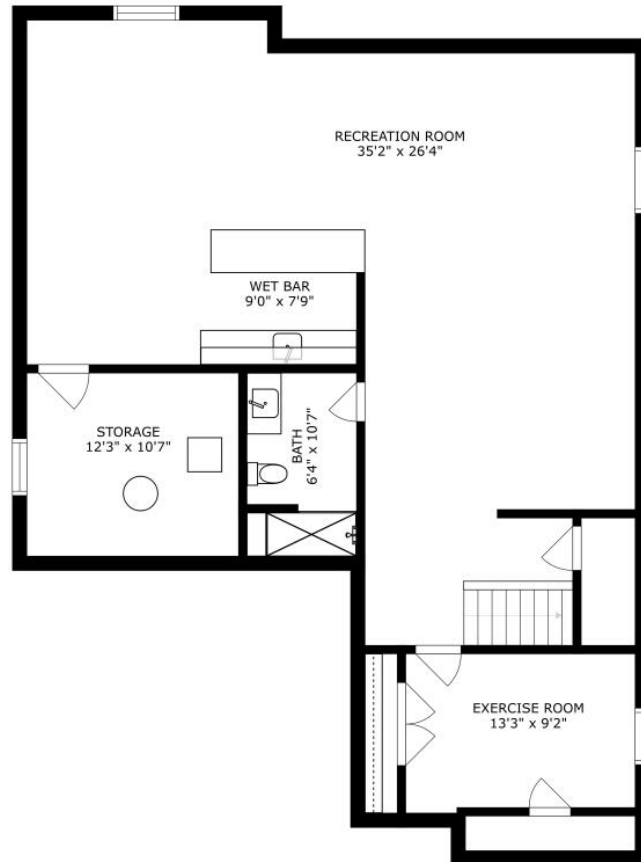 RECREATION ROOM
35'2" x 26'4"
WET BAR
9'0" x 7'9"
STORAGE
12'3" x 10'7"
BATH
6'4" x 10'7"
EXERCISE ROOM
13'3" x 9'2"